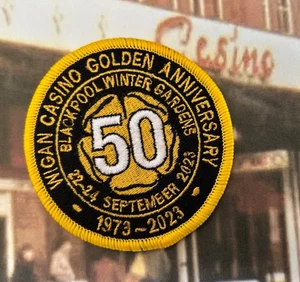 Casino
WIGAN CASINO GOLDEN ANNIVERSARY
BLACKPOOL WINTER GARDENS
50
22-24 SEPTEMBER 2023
- 1973~2023 -